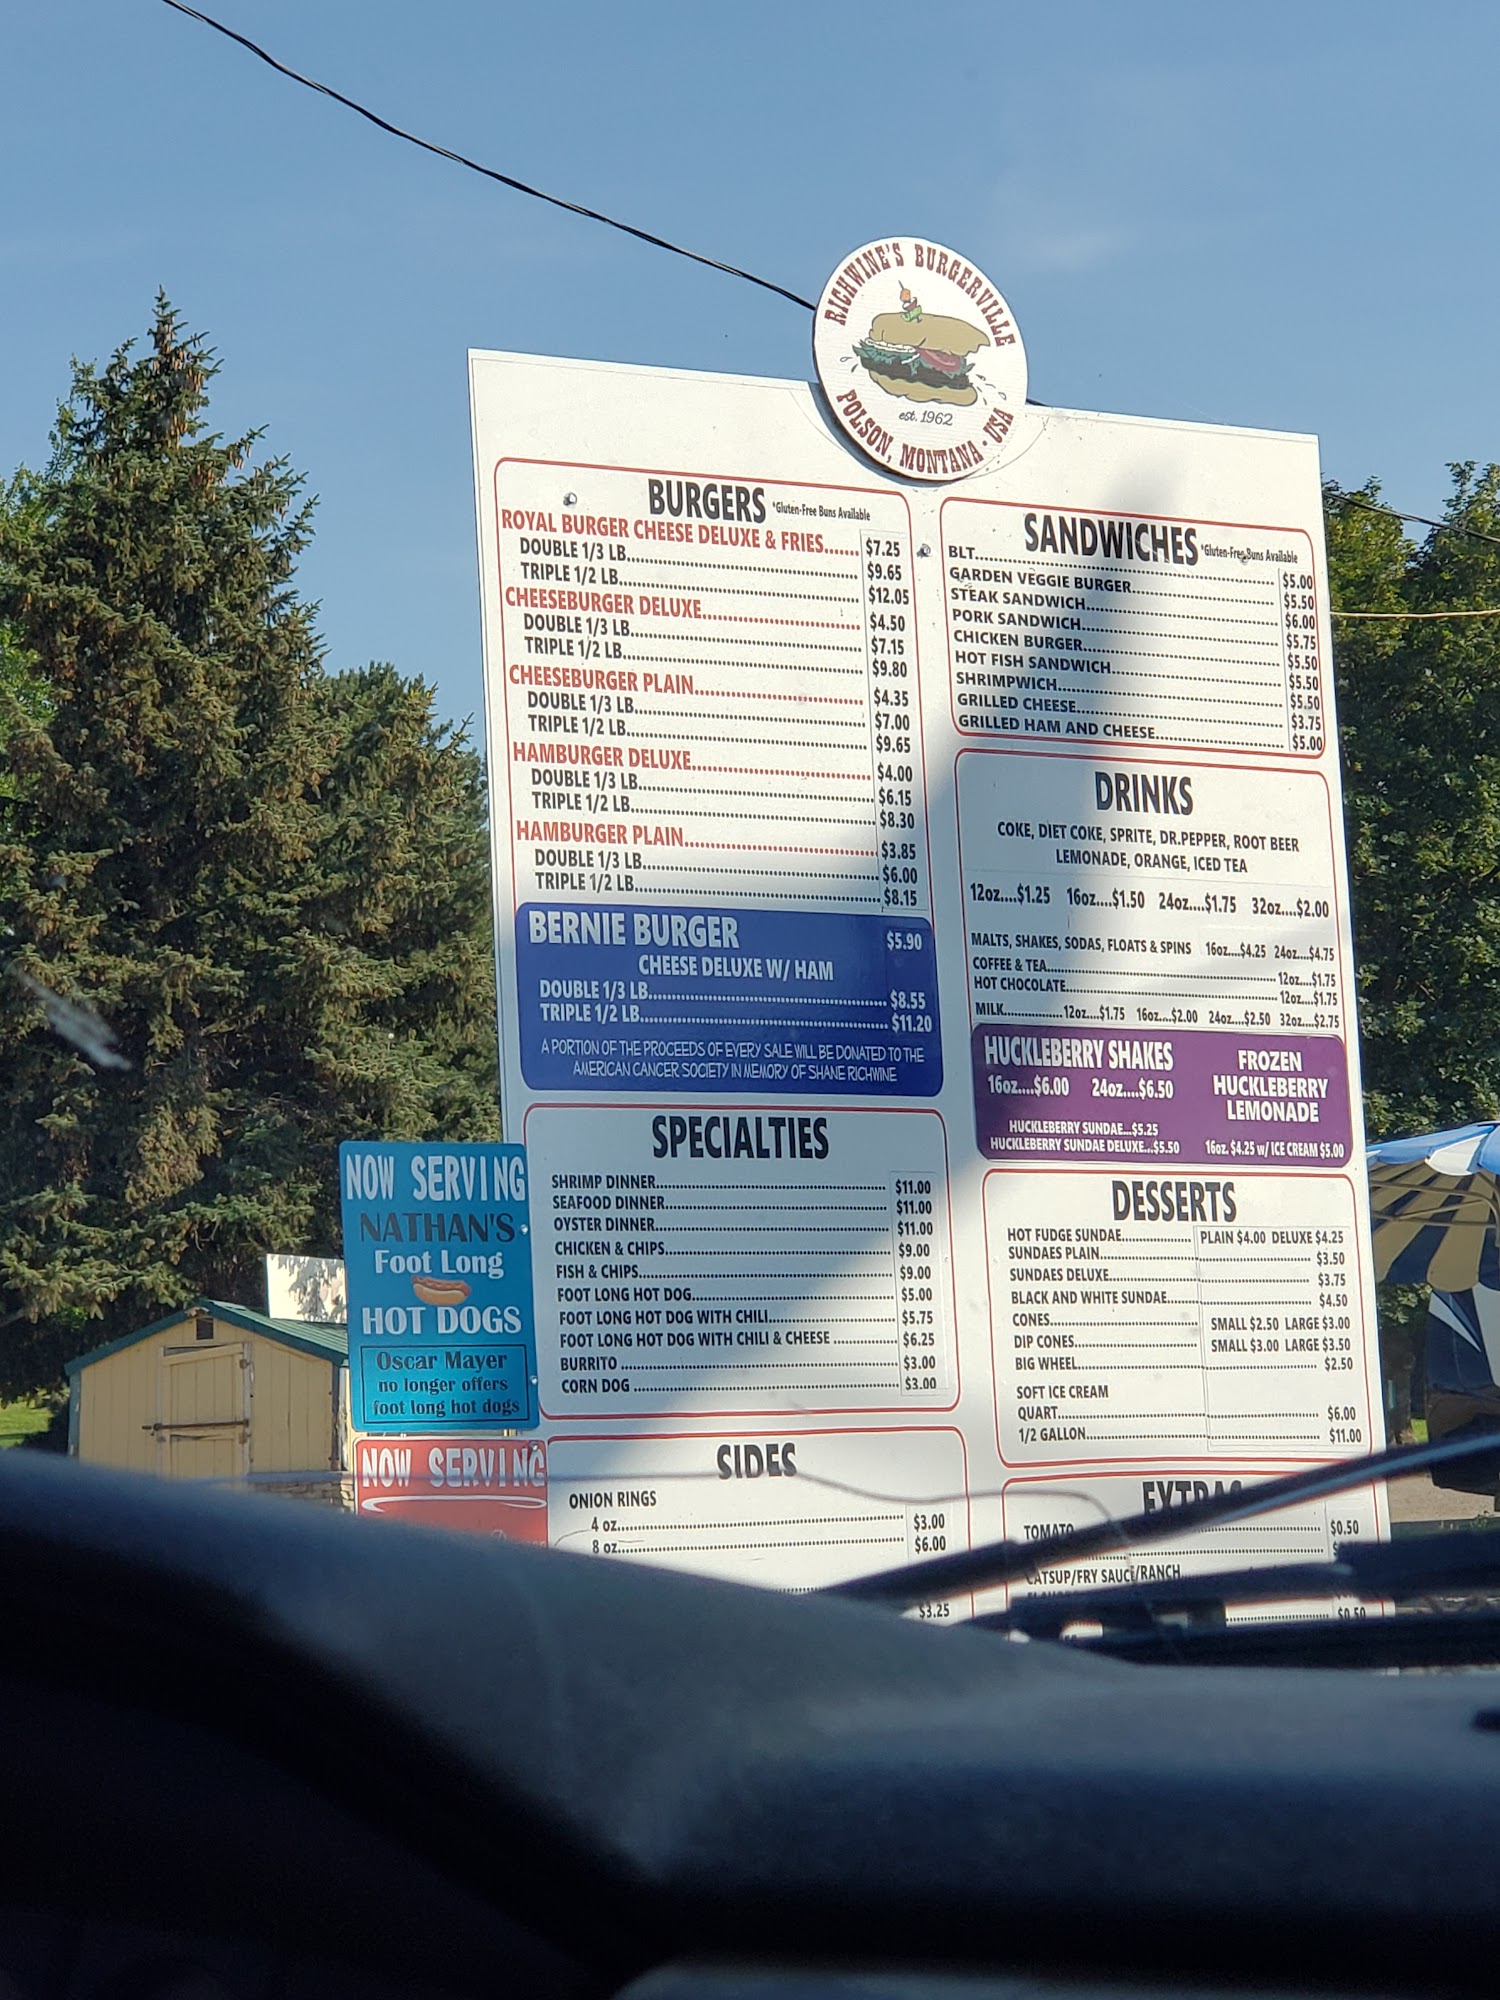 RICHWINE'S BURGERVILLE
est. 1962
POLSON, MONTANA · USA
BURGERS *Gluten-Free Buns Available
ROYAL BURGER CHEESE DELUXE & FRIES....... $7.25
DOUBLE 1/3 LB. $9.65
TRIPLE 1/2 LB. $12.05
CHEESEBURGER DELUXE $4.50
DOUBLE 1/3 LB. $7.15
TRIPLE 1/2 LB. $9.80
CHEESEBURGER PLAIN $4.35
DOUBLE 1/3 LB. $7.00
TRIPLE 1/2 LB. $9.65
HAMBURGER DELUXE $4.00
DOUBLE 1/3 LB. $6.15
TRIPLE 1/2 LB. $8.30
HAMBURGER PLAIN $3.85
DOUBLE 1/3 LB. $6.00
TRIPLE 1/2 LB. $8.15
BERNIE BURGER $5.90
CHEESE DELUXE W/ HAM
DOUBLE 1/3 LB. $8.55
TRIPLE 1/2 LB. $11.20
A PORTION OF THE PROCEEDS OF EVERY SALE WILL BE DONATED TO THE
AMERICAN CANCER SOCIETY IN MEMORY OF SHANE RICHWINE
SPECIALTIES
SHRIMP DINNER $11.00
SEAFOOD DINNER $11.00
OYSTER DINNER $11.00
CHICKEN & CHIPS $9.00
FISH & CHIPS $9.00
FOOT LONG HOT DOG $5.00
FOOT LONG HOT DOG WITH CHILI $5.75
FOOT LONG HOT DOG WITH CHILI & CHEESE $6.25
BURRITO $3.00
CORN DOG $3.00
SIDES
ONION RINGS
4 oz. $3.00
8 oz. $6.00
$3.25
SANDWICHES *Gluten-Free Buns Available
BLT $5.00
GARDEN VEGGIE BURGER $5.50
STEAK SANDWICH $6.00
PORK SANDWICH $5.75
CHICKEN BURGER $5.50
HOT FISH SANDWICH $5.50
SHRIMPWICH $5.50
GRILLED CHEESE $3.75
GRILLED HAM AND CHEESE $5.00
DRINKS
COKE, DIET COKE, SPRITE, DR.PEPPER, ROOT BEER
LEMONADE, ORANGE, ICED TEA
12oz....$1.25 16oz....$1.50 24oz....$1.75 32oz....$2.00
MALTS, SHAKES, SODAS, FLOATS & SPINS 16oz....$4.25 24oz....$4.75
COFFEE & TEA 12oz....$1.75
HOT CHOCOLATE 12oz....$1.75
MILK 12oz....$1.75 16oz....$2.00 24oz....$2.50 32oz....$2.75
HUCKLEBERRY SHAKES
16oz....$6.00 24oz....$6.50
HUCKLEBERRY SUNDAE...$5.25
HUCKLEBERRY SUNDAE DELUXE...$5.50
FROZEN
HUCKLEBERRY
LEMONADE
16oz. $4.25 w/ ICE CREAM $5.00
DESSERTS
HOT FUDGE SUNDAE PLAIN $4.00 DELUXE $4.25
SUNDAES PLAIN $3.50
SUNDAES DELUXE $3.75
BLACK AND WHITE SUNDAE $4.50
CONES SMALL $2.50 LARGE $3.00
DIP CONES SMALL $3.00 LARGE $3.50
BIG WHEEL $2.50
SOFT ICE CREAM
QUART $6.00
1/2 GALLON $11.00
EXTRAS
TOMATO $0.50
CATSUP/FRY SAUCE/RANCH
$0.50
NOW SERVING
NATHAN'S
Foot Long
HOT DOGS
Oscar Mayer
no longer offers
foot long hot dogs
NOW SERVING